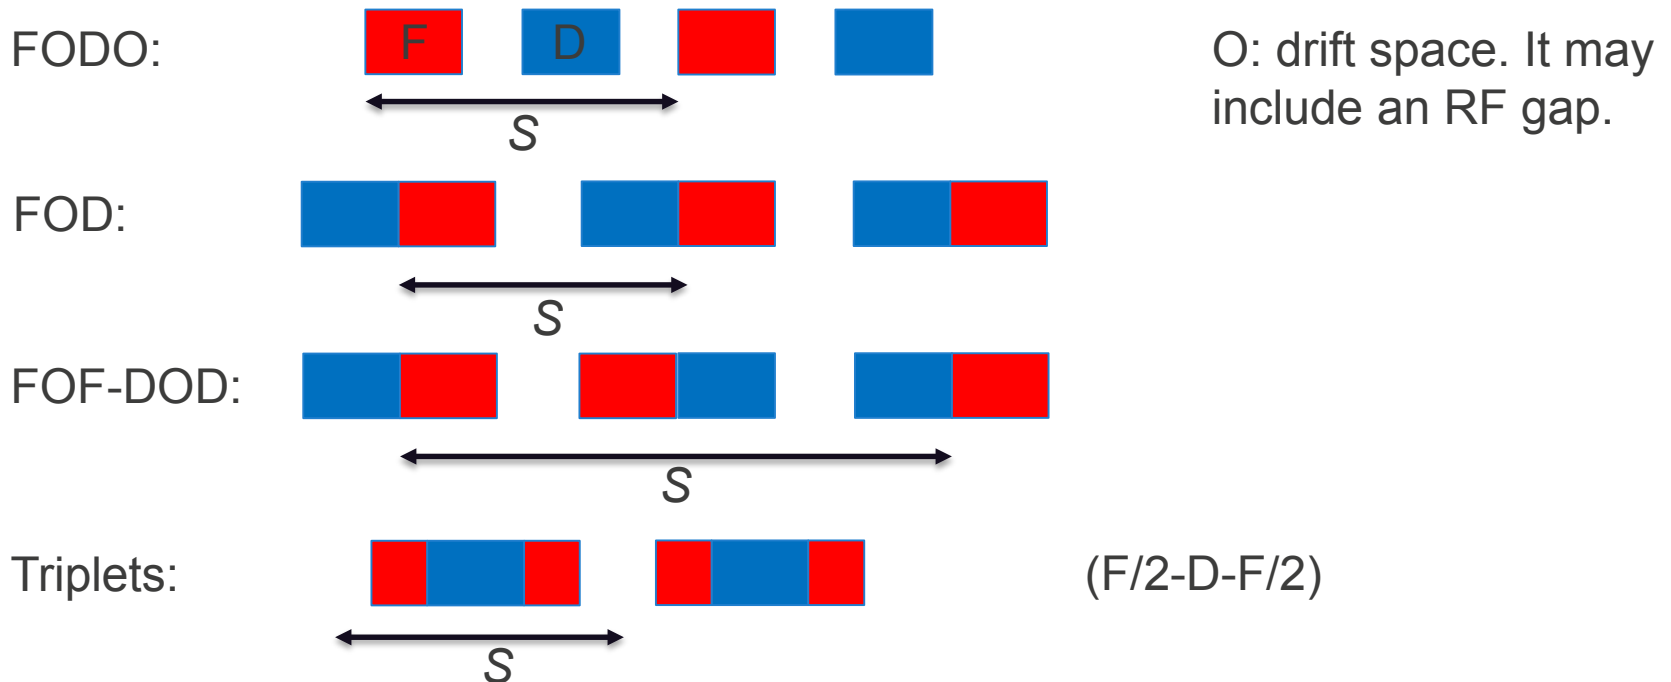 FODO:
F
D
O: drift space. It may
include an RF gap.
S
FOD:
S
FOF-DOD:
S
Triplets:
(F/2-D-F/2)
S